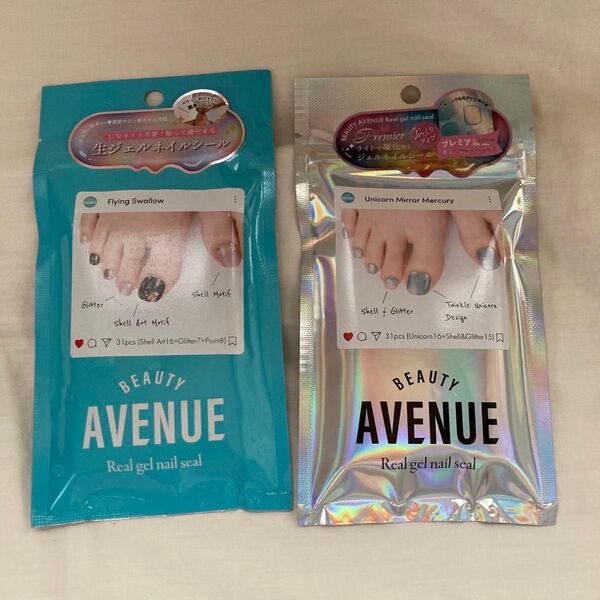 UVライト不要!貼って硬化する
生ジェルネイルシール
Flying Swallow
Glitter
Shell Art Motif
Shell Motif
31pcs (Shell Art16+Glitter7+Point8)
BEAUTY
AVENUE
Real gel nail seal
BEAUTY AVENUE Real gel nail seal
Premier
ライトで硬化する
ジェルネイルシール
プレミア
Unicorn Mirror Mercury
Shell & Glitter
Twinkle Unicorn
Design
31pcs (Unicorn16+Shell&Glitter15)
BEAUTY
AVENUE
Real gel nail seal